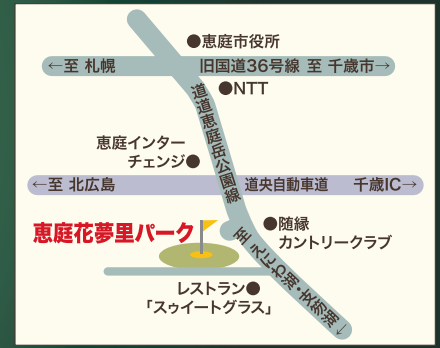 ●恵庭市役所
←至 札幌
旧国道36号線 至 千歳市→
●NTT
道道恵庭岳公園線
恵庭インター
チェンジ●
←至 北広島
道央自動車道
千歳IC→
恵庭花夢里パーク
●随縁
カントリークラブ
至えにわ湖・支笏湖→
レストラン●
「スゥイートグラス」